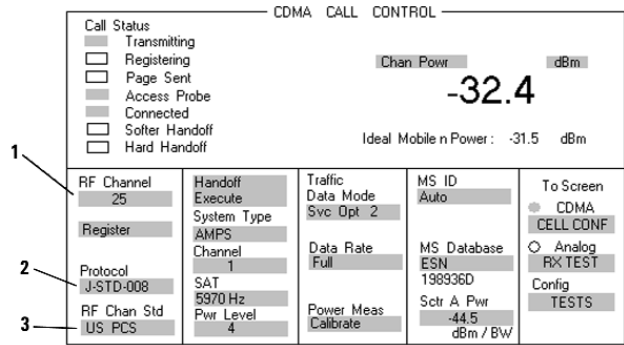 CDMA CALL CONTROL
Call Status
Transmitting
Registering
Page Sent
Access Probe
Connected
Softer Handoff
Hard Handoff
Chan Powr dBm
-32.4
Ideal Mobile n Power: -31.5 dBm
1
2
3
RF Channel
25
Register
Protocol
J-STD-008
RF Chan Std
US PCS
Handoff
Execute
System Type
AMPS
Channel
1
SAT
5970 Hz
Pwr Level
4
Traffic
Data Mode
Svc Opt 2
Data Rate
Full
Power Meas
Calibrate
MS ID
Auto
MS Database
ESN
198936D
Sctr A Pwr
-44.5
dBm / BW
To Screen
CDMA
CELL CONF
Analog
RX TEST
Config
TESTS